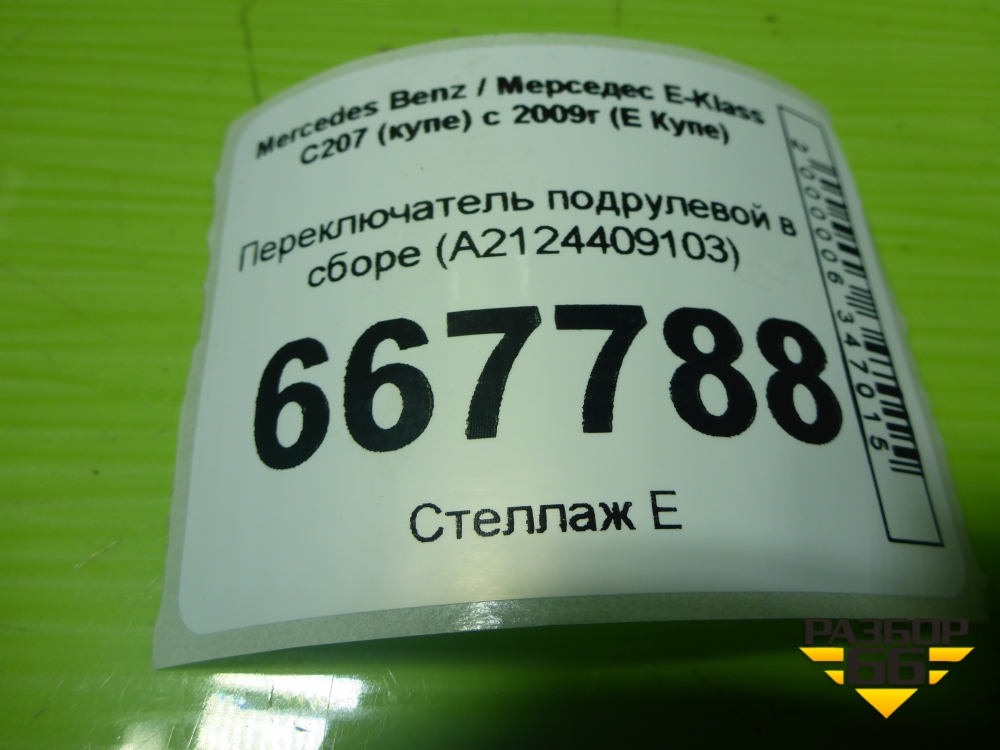 Mercedes Benz / Мерседес E-Klass
C207 (купе) с 2009г (Е Купе)
Переключатель подрулевой в
сборе (A2124409103)
667788
Стеллаж Е
2000006347015
РАЗБОР
66